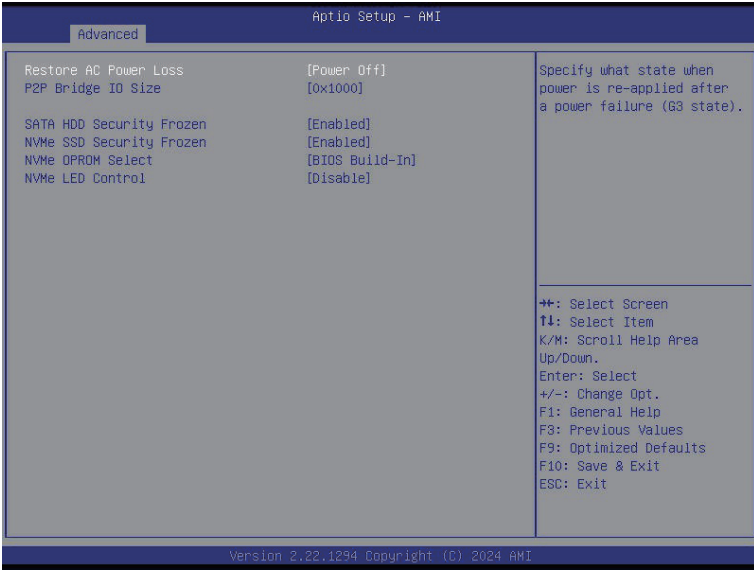 Aptio Setup - AMI
Advanced
Restore AC Power Loss [Power Off]
P2P Bridge IO Size [0x1000]
SATA HDD Security Frozen [Enabled]
NVMe SSD Security Frozen [Enabled]
NVMe OPROM Select [BIOS Build-In]
NVMe LED Control [Disable]
Specify what state when
power is re-applied after
a power failure (G3 state).
→←: Select Screen
↑↓: Select Item
K/M: Scroll Help Area
Up/Down.
Enter: Select
+/-: Change Opt.
F1: General Help
F3: Previous Values
F9: Optimized Defaults
F10: Save & Exit
ESC: Exit
Version 2.22.1294 Copyright (C) 2024 AMI